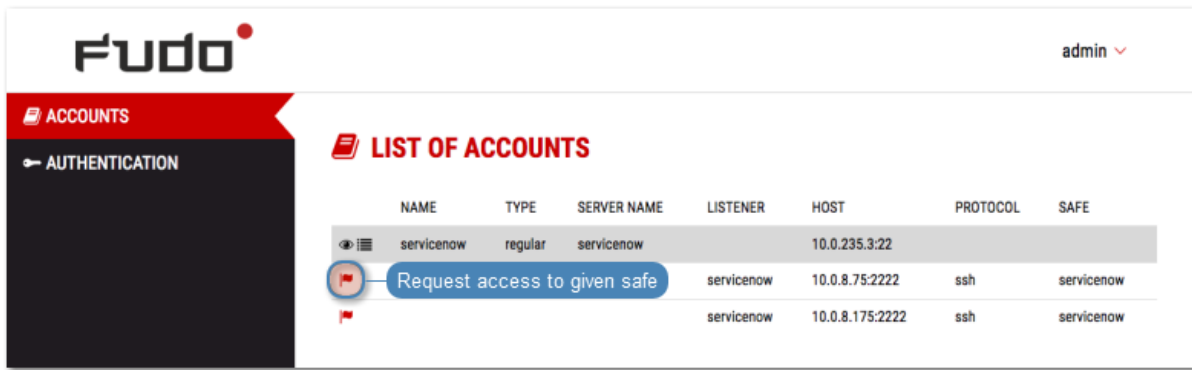 Fudo
admin
ACCOUNTS
AUTHENTICATION
LIST OF ACCOUNTS
NAME TYPE SERVER NAME LISTENER HOST PROTOCOL SAFE
servicenow regular servicenow 10.0.235.3:22
Request access to given safe servicenow 10.0.8.75:2222 ssh servicenow
servicenow 10.0.8.175:2222 ssh servicenow